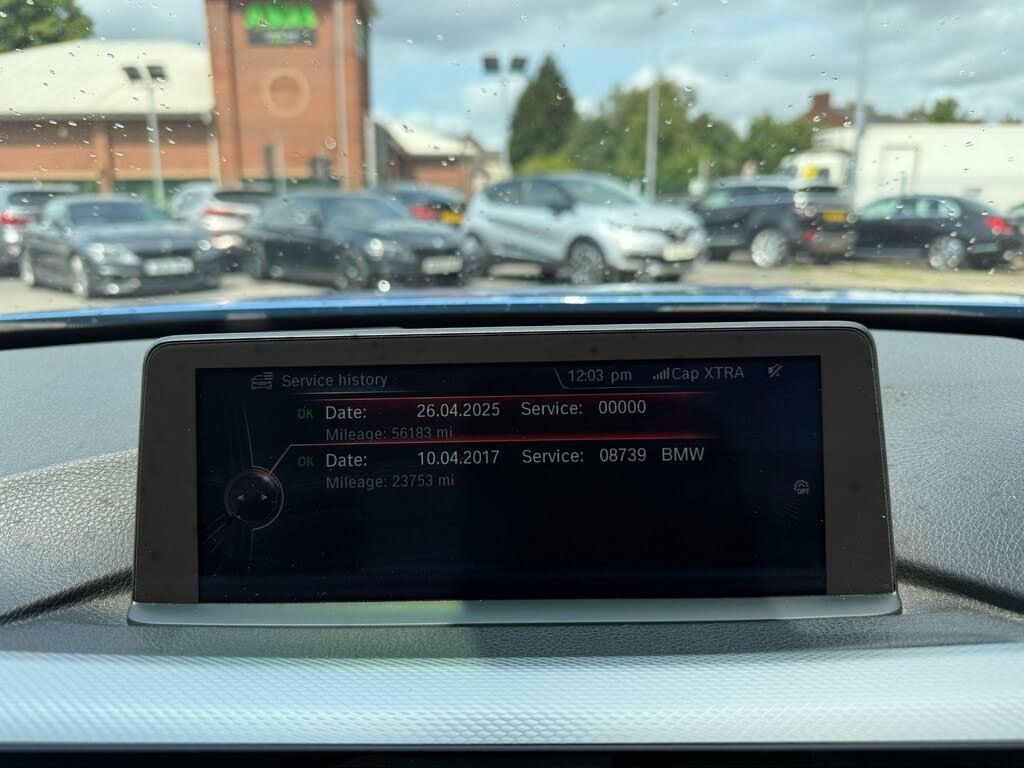 Service history 12:03 pm Cap XTRA
OK Date: 26.04.2025 Service: 00000
Mileage: 56183 mi
OK Date: 10.04.2017 Service: 08739 BMW
Mileage: 23753 mi
OPT